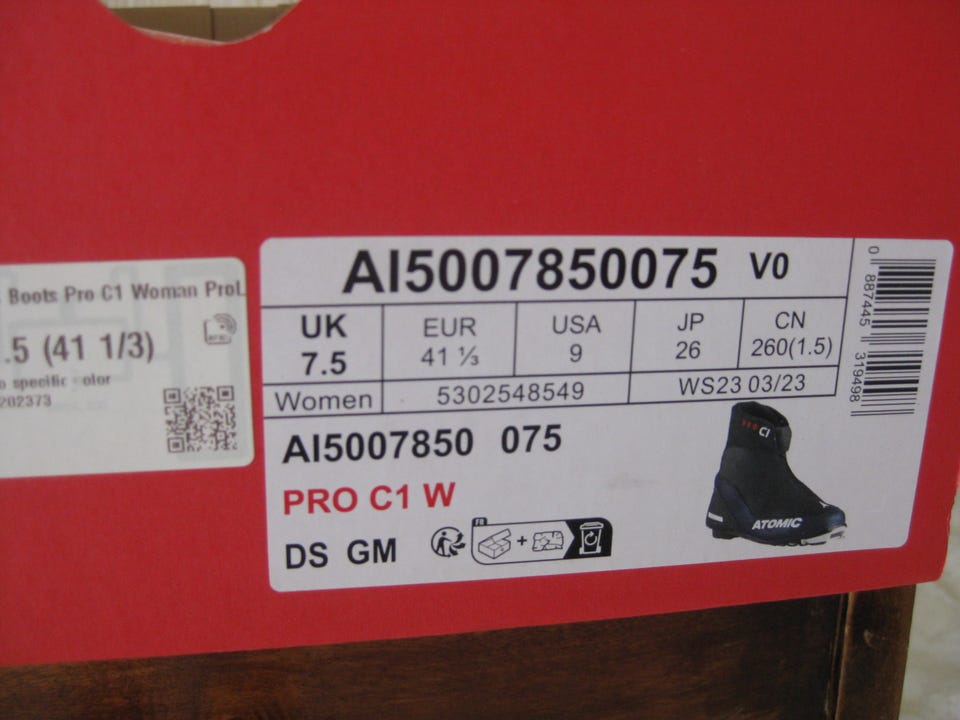 Boots Pro C1 Woman ProL
.5 (41 1/3)
o specific color
202373
AI5007850075 V0
UK EUR USA JP CN
7.5 41 ⅓ 9 26 260(1.5)
Women 5302548549 WS23 03/23
AI5007850 075
PRO C1 W
DS GM
FR
+
C1
ATOMIC
0 887445 319498